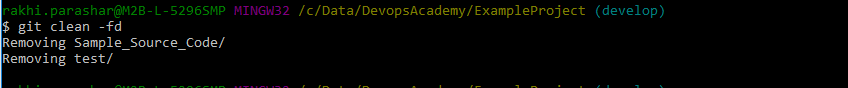 rakhi.parashar@M2B-L-5296SMP MINGW32 /c/Data/DevopsAcademy/ExampleProject (develop)
$ git clean -fd
Removing Sample_Source_Code/
Removing test/